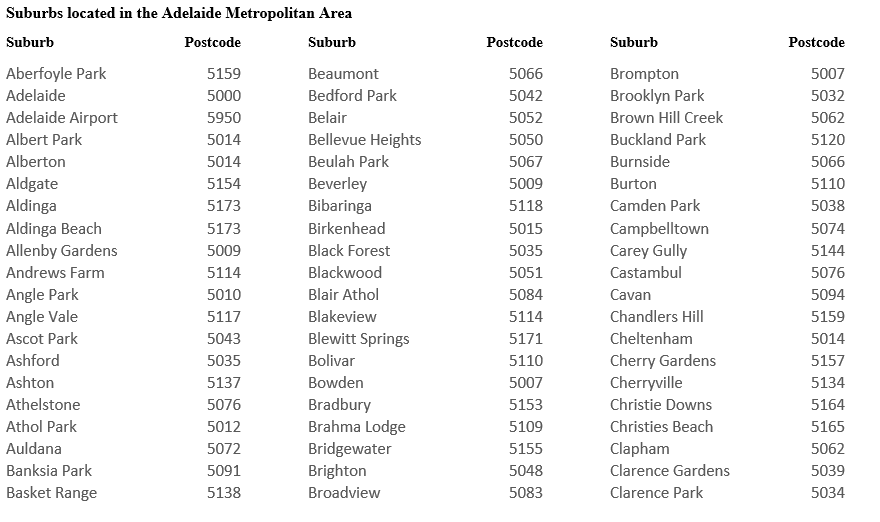 Suburbs located in the Adelaide Metropolitan Area
Suburb Postcode Suburb Postcode Suburb Postcode
Aberfoyle Park 5159 Beaumont 5066 Brompton 5007
Adelaide 5000 Bedford Park 5042 Brooklyn Park 5032
Adelaide Airport 5950 Belair 5052 Brown Hill Creek 5062
Albert Park 5014 Bellevue Heights 5050 Buckland Park 5120
Alberton 5014 Beulah Park 5067 Burnside 5066
Aldgate 5154 Beverley 5009 Burton 5110
Aldinga 5173 Bibaringa 5118 Camden Park 5038
Aldinga Beach 5173 Birkenhead 5015 Campbelltown 5074
Allenby Gardens 5009 Black Forest 5035 Carey Gully 5144
Andrews Farm 5114 Blackwood 5051 Castambul 5076
Angle Park 5010 Blair Athol 5084 Cavan 5094
Angle Vale 5117 Blakeview 5114 Chandlers Hill 5159
Ascot Park 5043 Blewitt Springs 5171 Cheltenham 5014
Ashford 5035 Bolivar 5110 Cherry Gardens 5157
Ashton 5137 Bowden 5007 Cherryville 5134
Athelstone 5076 Bradbury 5153 Christie Downs 5164
Athol Park 5012 Brahma Lodge 5109 Christies Beach 5165
Auldana 5072 Bridgewater 5155 Clapham 5062
Banksia Park 5091 Brighton 5048 Clarence Gardens 5039
Basket Range 5138 Broadview 5083 Clarence Park 5034